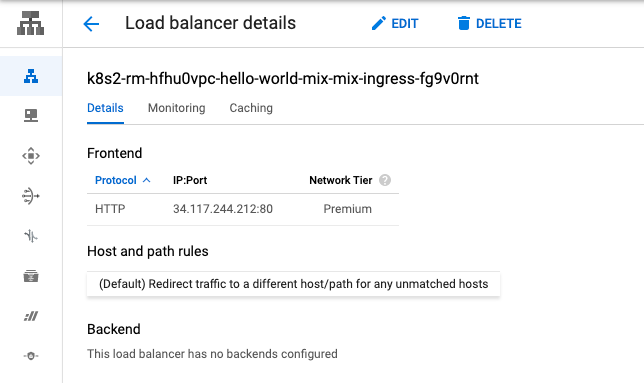 Load balancer details
EDIT
DELETE
k8s2-rm-hfhu0vpc-hello-world-mix-mix-ingress-fg9v0rnt
Details Monitoring Caching
Frontend
Protocol IP:Port Network Tier ?
HTTP 34.117.244.212:80 Premium
Host and path rules
(Default) Redirect traffic to a different host/path for any unmatched hosts
Backend
This load balancer has no backends configured